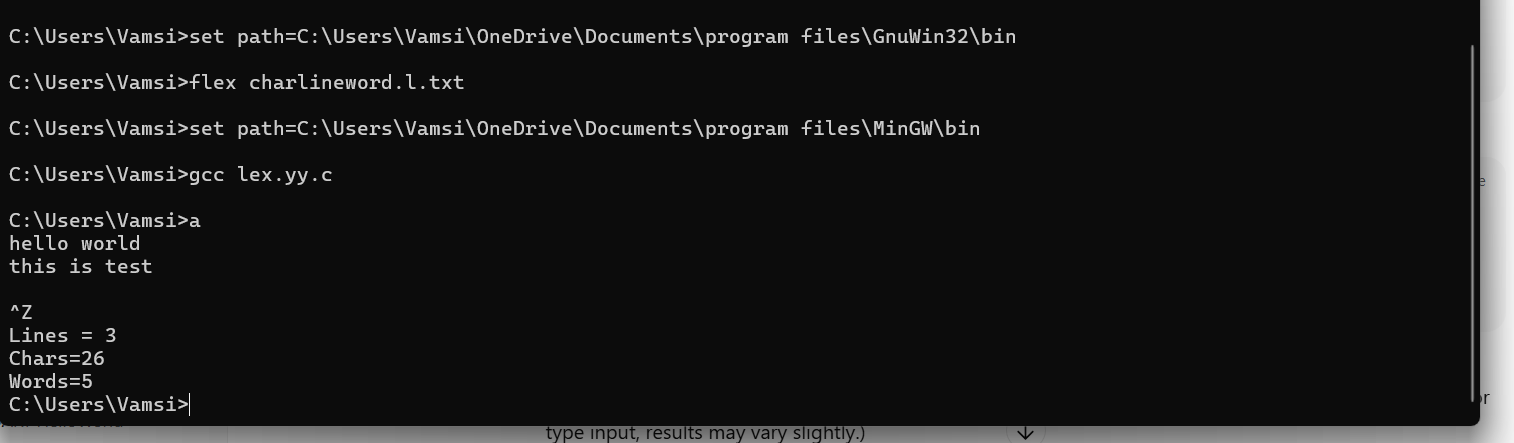 C:\Users\Vamsi>set path=C:\Users\Vamsi\OneDrive\Documents\program files\GnuWin32\bin
C:\Users\Vamsi>flex charlineword.l.txt
C:\Users\Vamsi>set path=C:\Users\Vamsi\OneDrive\Documents\program files\MinGW\bin
C:\Users\Vamsi>gcc lex.yy.c
C:\Users\Vamsi>a
hello world
this is test
^Z
Lines = 3
Chars=26
Words=5
C:\Users\Vamsi>
type input, results may vary slightly.)